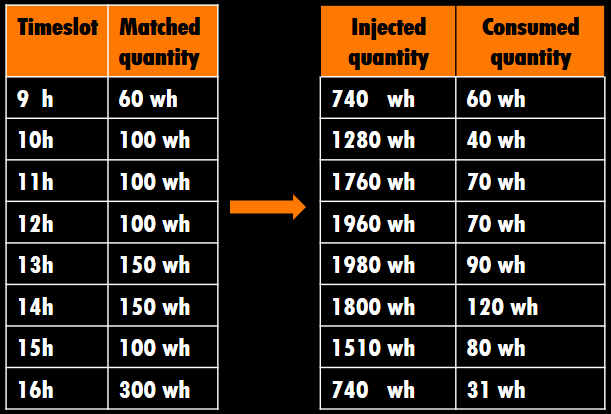 Timeslot Matched quantity Injected quantity Consumed quantity
9 h 60 wh 740 wh 60 wh
10h 100 wh 1280 wh 40 wh
11h 100 wh 1760 wh 70 wh
12h 100 wh 1960 wh 70 wh
13h 150 wh 1980 wh 90 wh
14h 150 wh 1800 wh 120 wh
15h 100 wh 1510 wh 80 wh
16h 300 wh 740 wh 31 wh